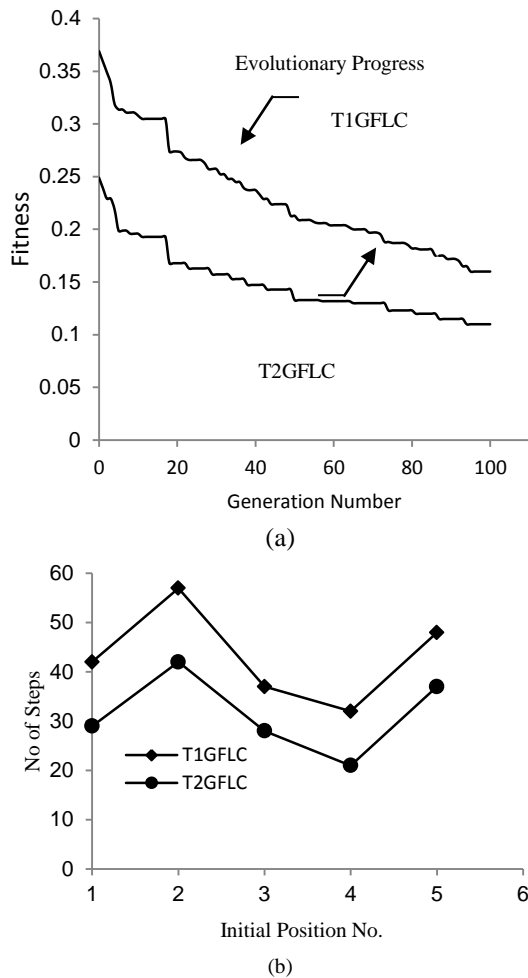 0.4
0.35
0.3
0.25
0.2
0.15
0.1
0.05
0
Fitness
Evolutionary Progress
T1GFLC
T2GFLC
0 20 40 60 80 100
Generation Number
(a)
60
50
40
30
20
10
0
No of Steps
T1GFLC
T2GFLC
1 2 3 4 5 6
Initial Position No.
(b)